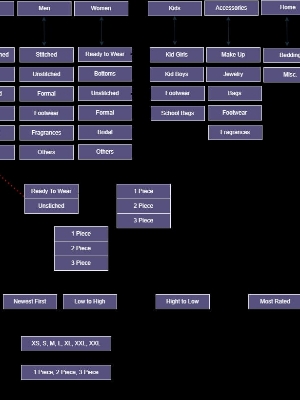 Men
Women
Kids
Accessories
Home
Stitched
Unstitched
Formal
Footwear
Fragrances
Others
Ready to Wear
Bottoms
Unstitched
Formal
Bridal
Others
Kid Girls
Kid Boys
Footwear
School Bags
Make Up
Jewelry
Bags
Footwear
Fragrances
Bedding
Misc.
Ready To Wear
Unstiched
1 Piece
2 Piece
3 Piece
1 Piece
2 Piece
3 Piece
Newest First
Low to High
Hight to Low
Most Rated
XS, S, M, L, XL, XXL, XXL
1 Piece, 2 Piece, 3 Piece